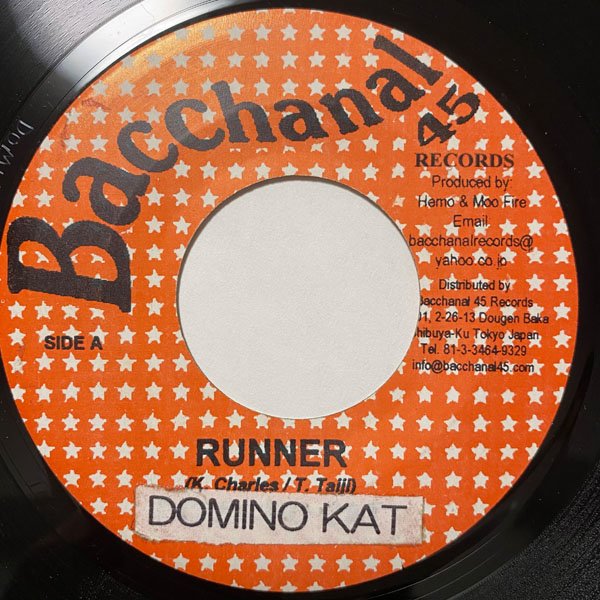 BacChanal
45
RECORDS
Produced by
Hemo & Moo Fire
Email
bacchanalrecords@
yahoo.co.jp
Distributed by
Bacchanal 45 Records
01, 2-26-13 Dougen Baka
Shibuya-Ku Tokyo Japan
Tel. 81-3-3464-9329
info@bacchanal45.com
SIDE A
RUNNER
(K. Charles / T. Taiji)
DOMINO KAT